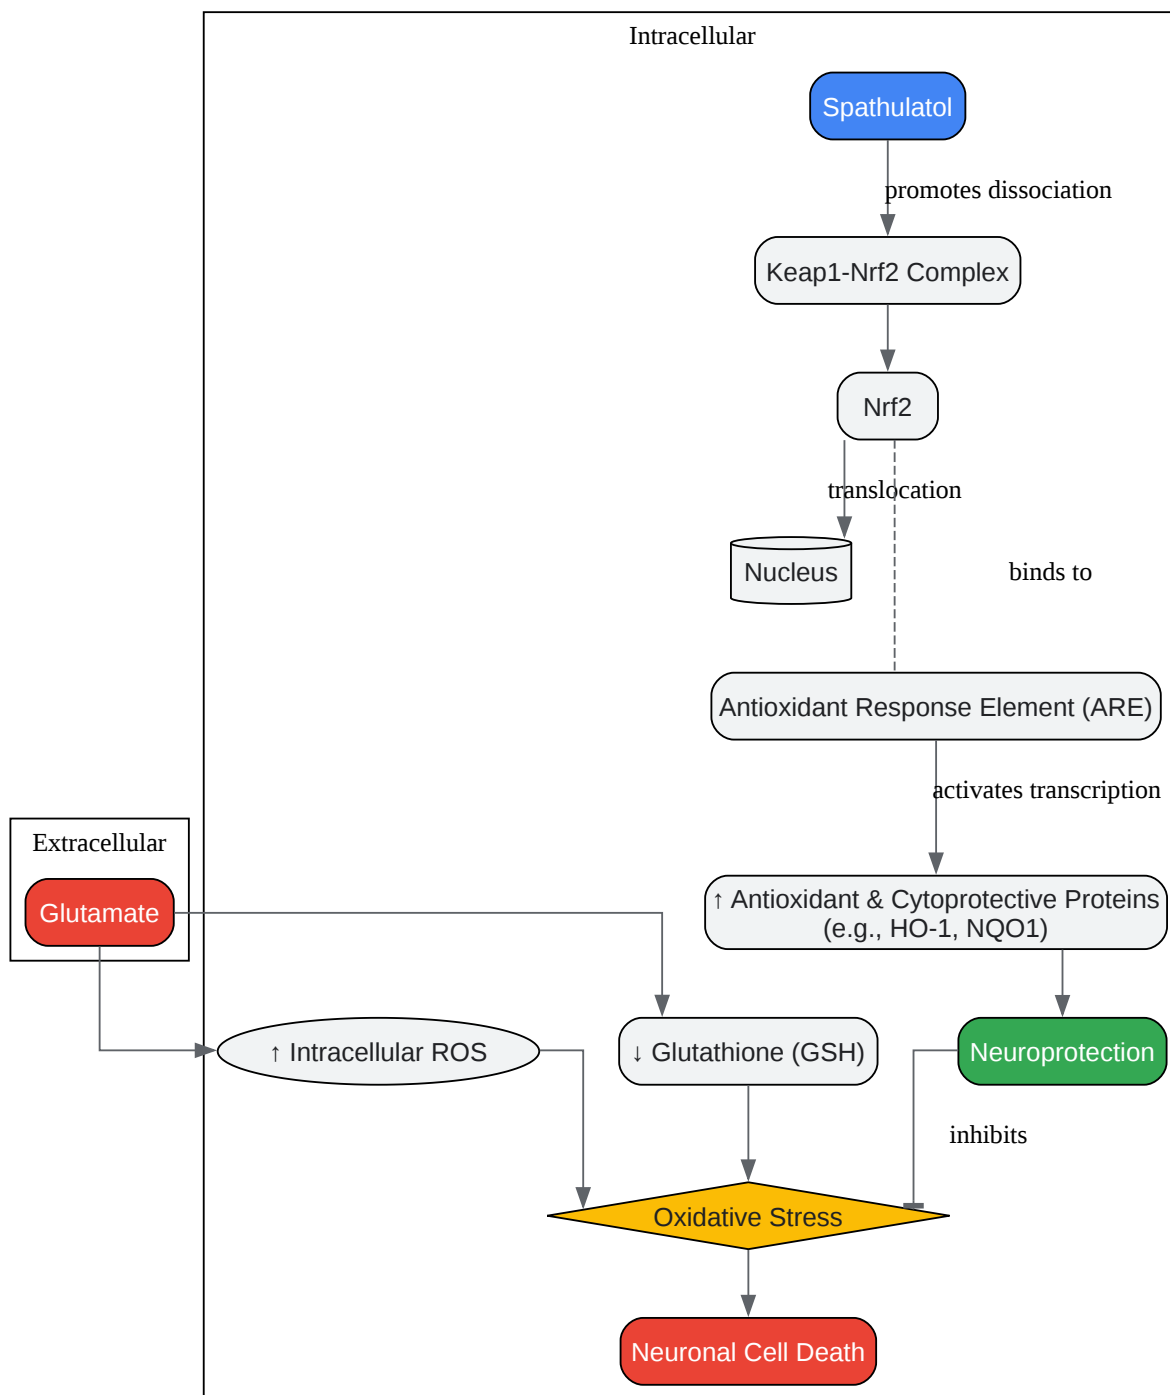 Intracellular
Spathulatol
promotes dissociation
Keap1-Nrf2 Complex
Nrf2
translocation
Nucleus
binds to
Antioxidant Response Element (ARE)
activates transcription
Extracellular
Glutamate
↑ Antioxidant & Cytoprotective Proteins
(e.g., HO-1, NQO1)
↑ Intracellular ROS
↓ Glutathione (GSH)
Neuroprotection
inhibits
Oxidative Stress
Neuronal Cell Death